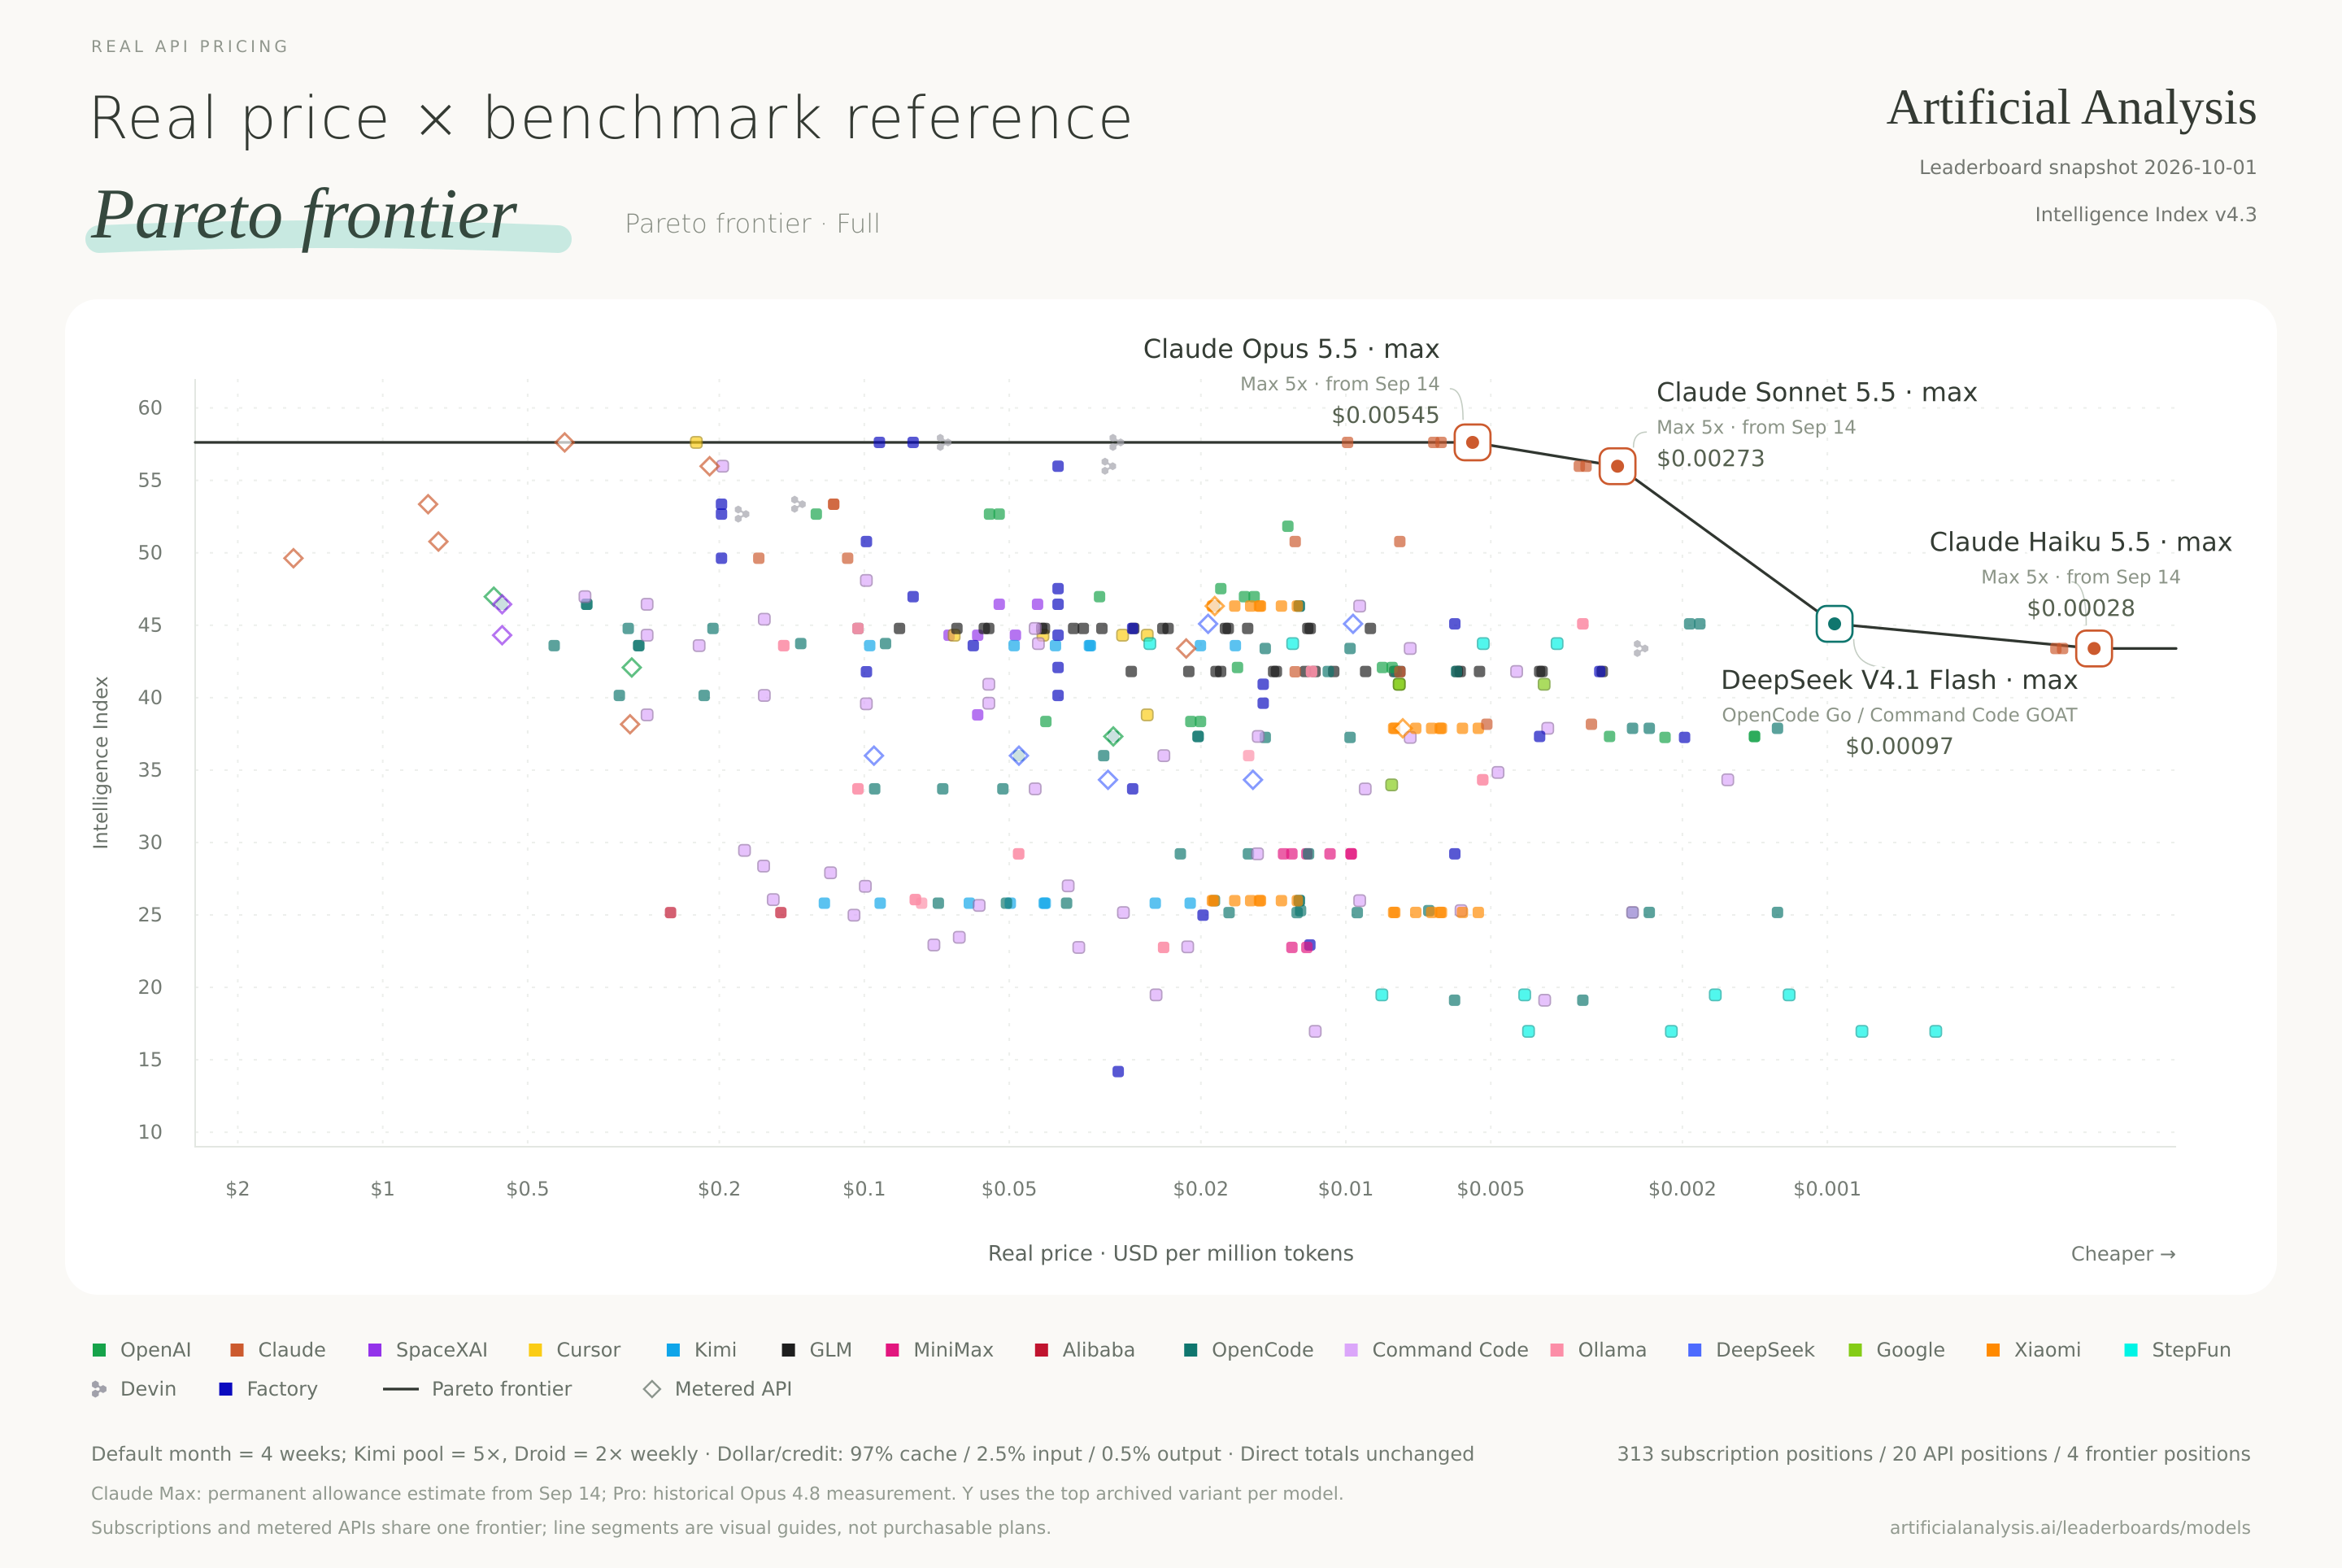 REAL API PRICING
Real price × benchmark reference
Pareto frontier
Pareto frontier · Full
Artificial Analysis
Leaderboard snapshot 2026-10-01
Intelligence Index v4.3
Claude Opus 5.5 · max
Max 5x · from Sep 14
$0.00545
Claude Sonnet 5.5 · max
Max 5x · from Sep 14
$0.00273
Claude Haiku 5.5 · max
Max 5x · from Sep 14
$0.00028
DeepSeek V4.1 Flash · max
OpenCode Go / Command Code GOAT
$0.00097
Intelligence Index
60
55
50
45
40
35
30
25
20
15
10
$2 $1 $0.5 $0.2 $0.1 $0.05 $0.02 $0.01 $0.005 $0.002 $0.001
Real price · USD per million tokens
Cheaper →
OpenAI Claude SpaceXAI Cursor Kimi GLM MiniMax Alibaba OpenCode Command Code Ollama DeepSeek Google Xiaomi StepFun
Devin Factory Pareto frontier Metered API
Default month = 4 weeks; Kimi pool = 5×, Droid = 2× weekly · Dollar/credit: 97% cache / 2.5% input / 0.5% output · Direct totals unchanged
313 subscription positions / 20 API positions / 4 frontier positions
Claude Max: permanent allowance estimate from Sep 14; Pro: historical Opus 4.8 measurement. Y uses the top archived variant per model.
Subscriptions and metered APIs share one frontier; line segments are visual guides, not purchasable plans.
artificialanalysis.ai/leaderboards/models